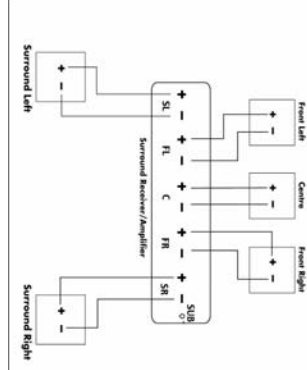 Front Left
Centre
Front Right
+ −
+ −
+ −
+ − + − + − + − + − SUB
SL FL C FR SR
Surround Receiver/Amplifier
+ −
+ −
Surround Left
Surround Right